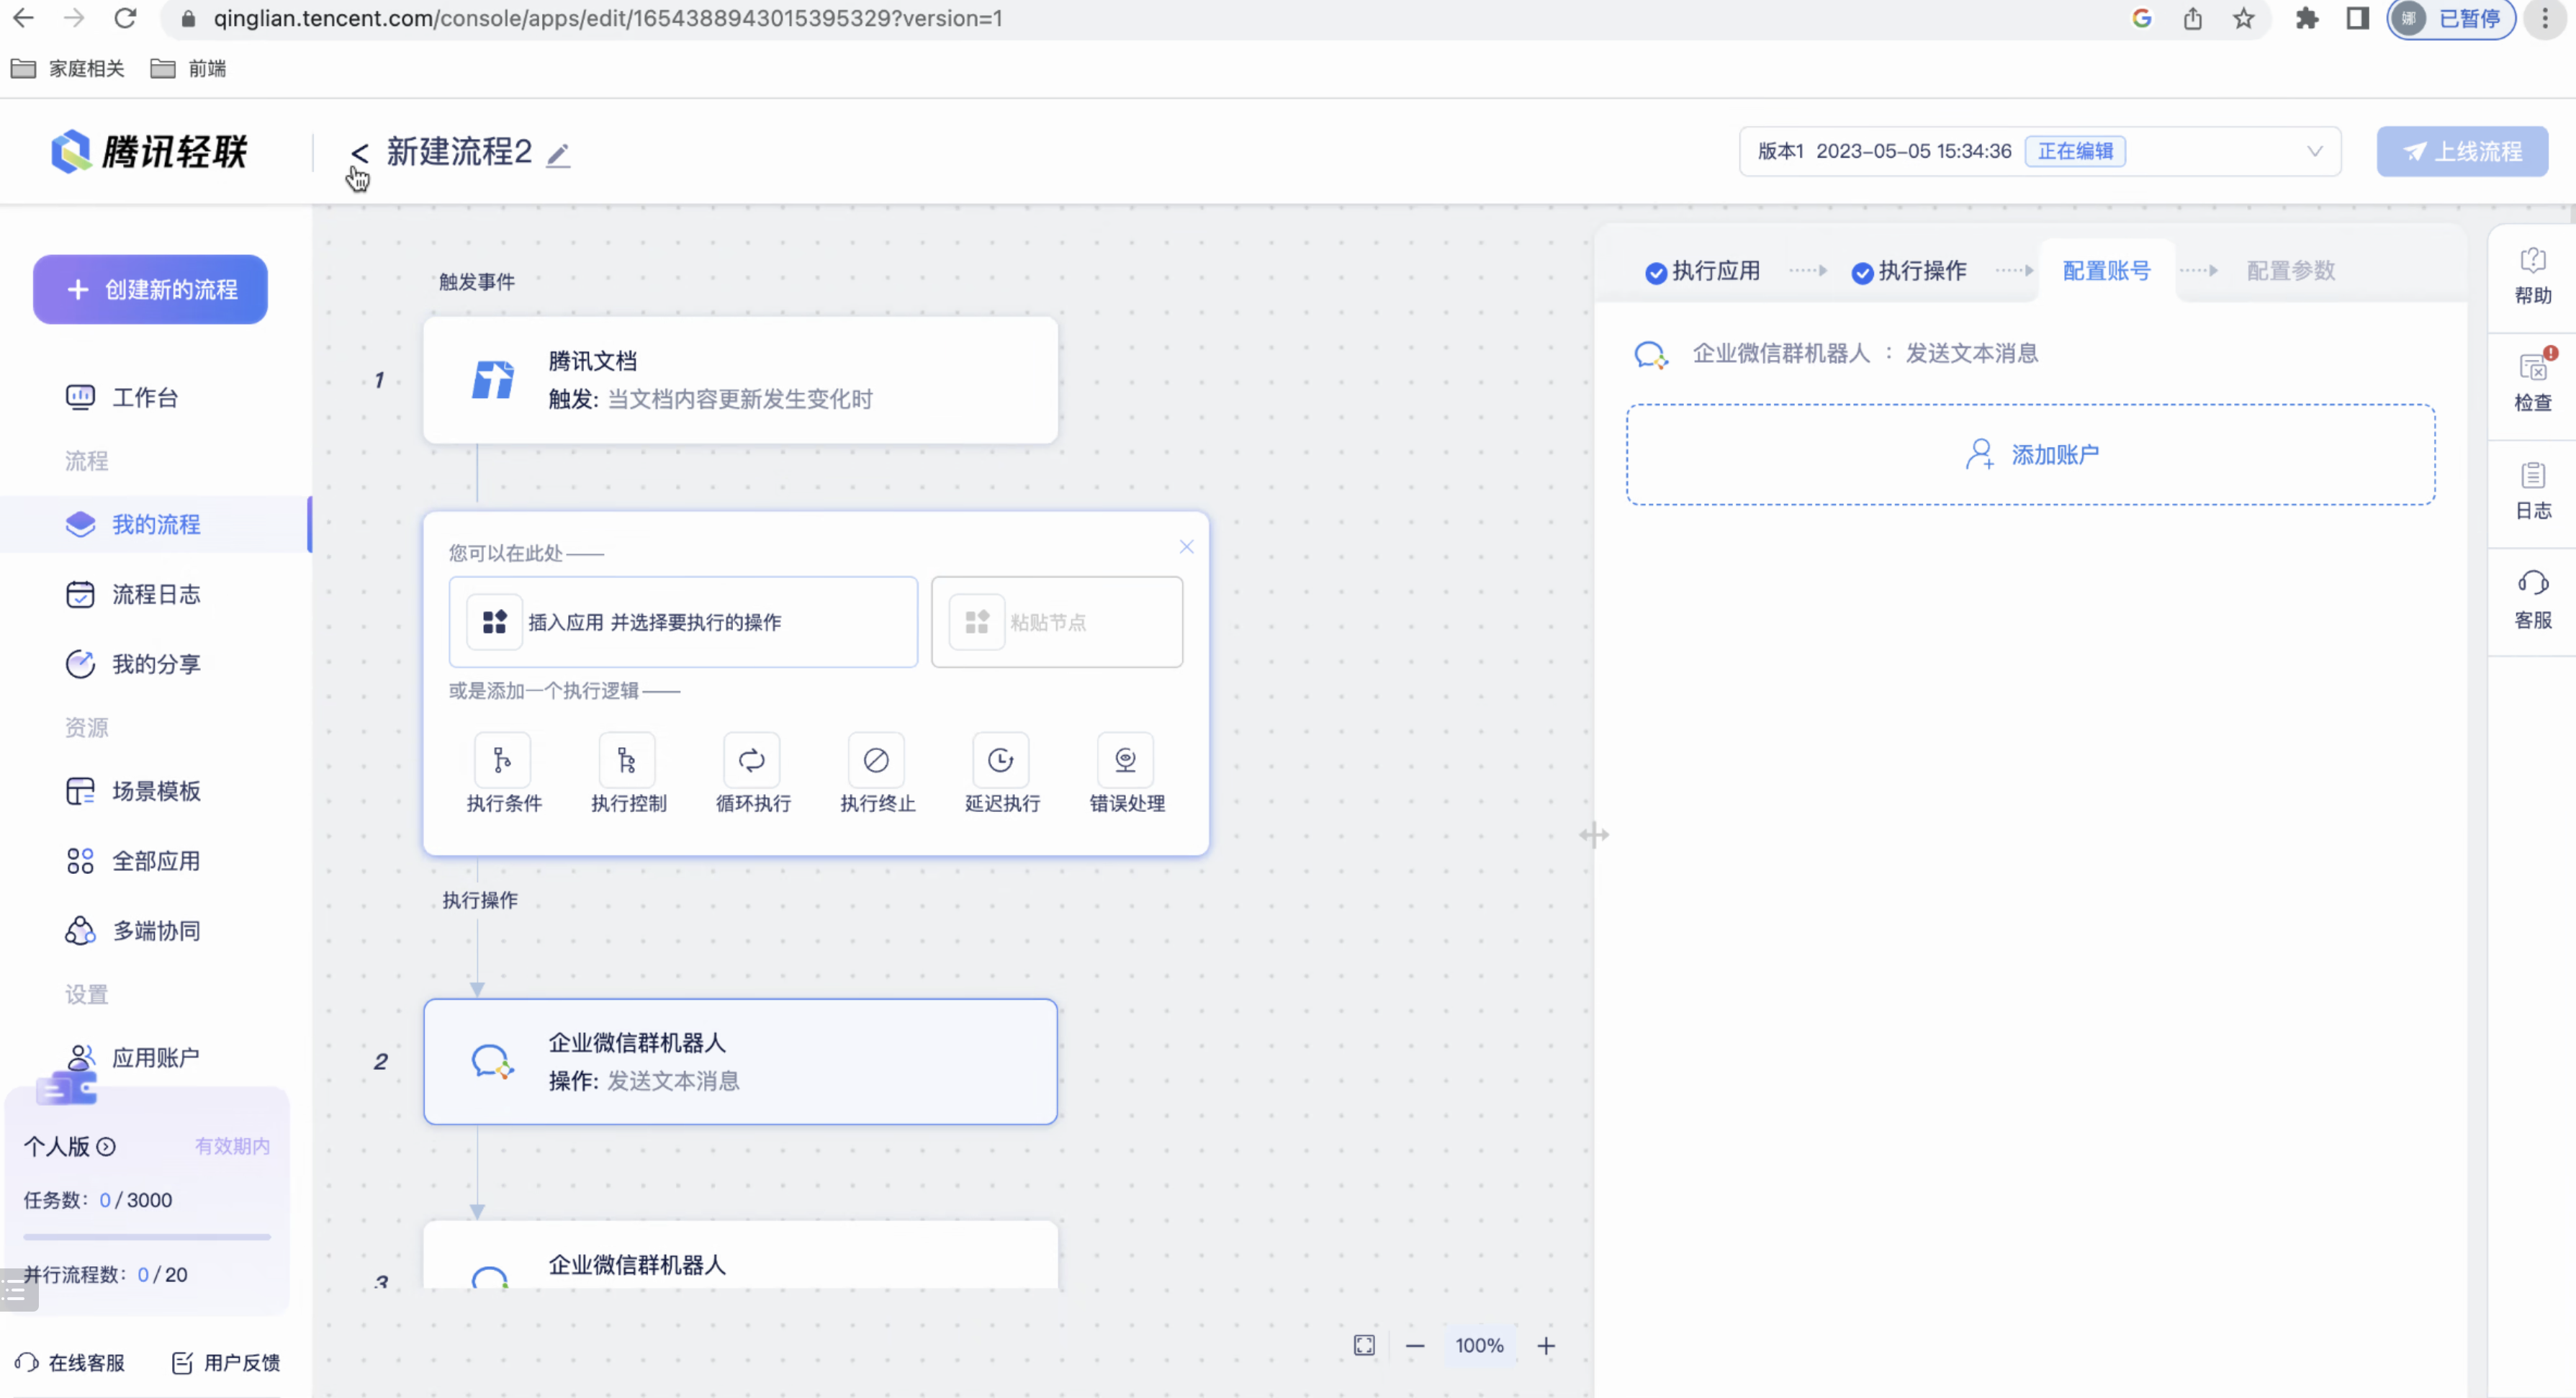 qinglian.tencent.com/console/apps/edit/1654388943015395329?version=1
娜 已暂停
家庭相关 前端
腾讯轻联
< 新建流程2
版本1 2023-05-05 15:34:36 正在编辑
上线流程
+ 创建新的流程
工作台
流程
我的流程
流程日志
我的分享
资源
场景模板
全部应用
多端协同
设置
应用账户
个人版 有效期内
任务数: 0 / 3000
并行流程数: 0 / 20
在线客服 用户反馈
触发事件
1
腾讯文档
触发: 当文档内容更新发生变化时
您可以在此处——
插入应用 并选择要执行的操作
粘贴节点
或是添加一个执行逻辑——
执行条件 执行控制 循环执行 执行终止 延迟执行 错误处理
执行操作
2
企业微信群机器人
操作: 发送文本消息
3
企业微信群机器人
100%
执行应用 执行操作 配置账号 配置参数
企业微信群机器人 : 发送文本消息
添加账户
帮助
检查
日志
客服